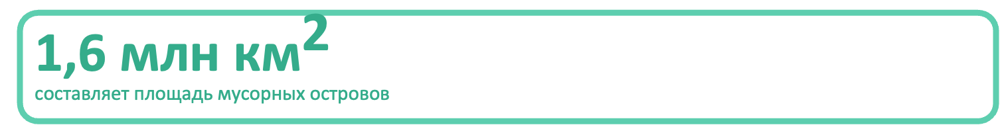 1,6 млн км²
составляет площадь мусорных островов